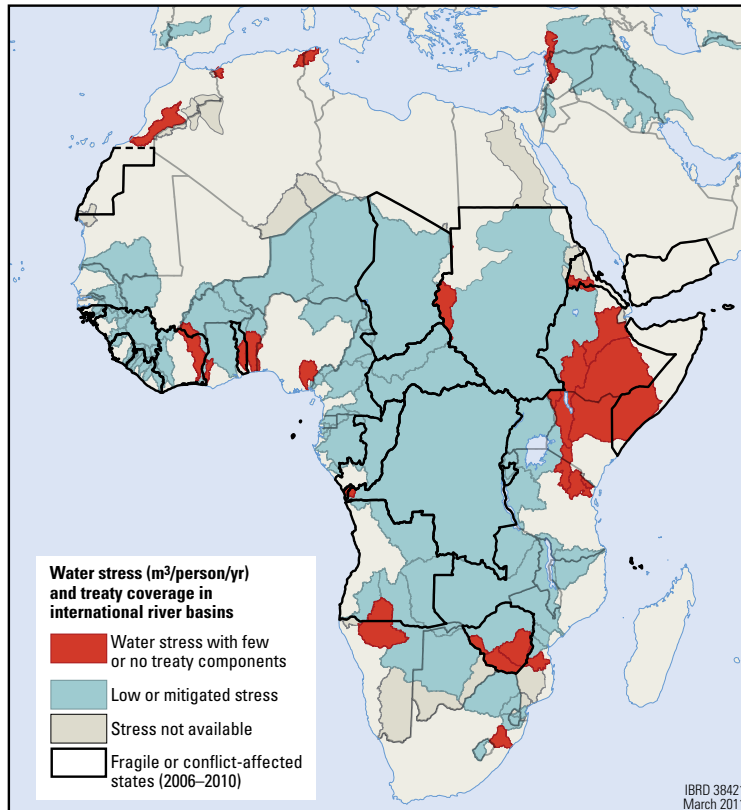 Water stress (m³/person/yr)
and treaty coverage in
international river basins
Water stress with few
or no treaty components
Low or mitigated stress
Stress not available
Fragile or conflict-affected
states (2006–2010)
IBRD 38421
March 201